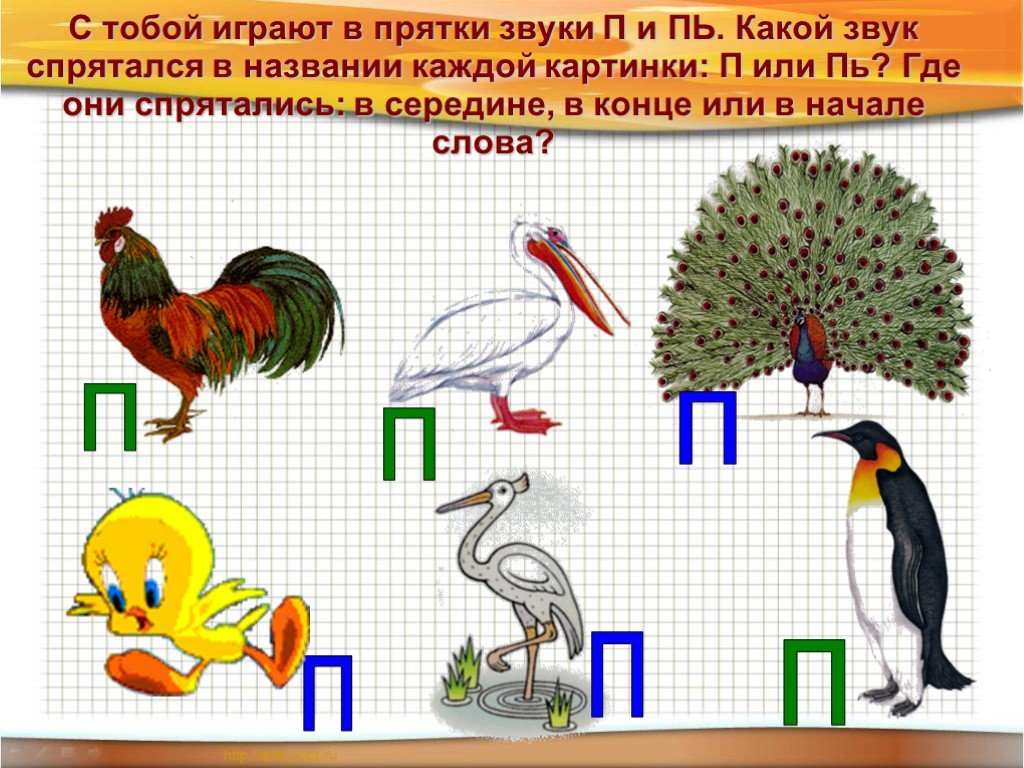 С тобой играют в прятки звуки П и ПЬ. Какой звук
спрятался в названии каждой картинки: П или Пь? Где
они спрятались: в середине, в конце или в начале
слова?
П
П
П
П
П
П